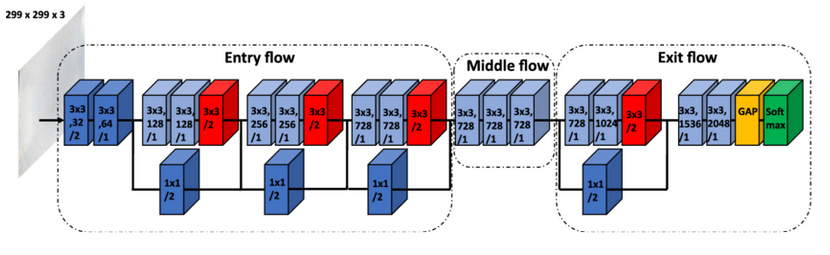 299 x 299 x 3
Entry flow
Middle flow
Exit flow
3x3
,32
/2
3x3
,64
/1
3x3,
128
/1
3x3,
128
/1
3x3
/2
3x3,
256
/1
3x3,
256
/1
3x3
/2
3x3,
728
/1
3x3,
728
/1
3x3
/2
3x3,
728
/1
3x3,
728
/1
3x3,
728
/1
3x3,
728
/1
3x3,
1024
/1
3x3
/2
3x3,
1536
/1
3x3,
2048
/1
GAP
Soft
max
1x1
/2
1x1
/2
1x1
/2
1x1
/2